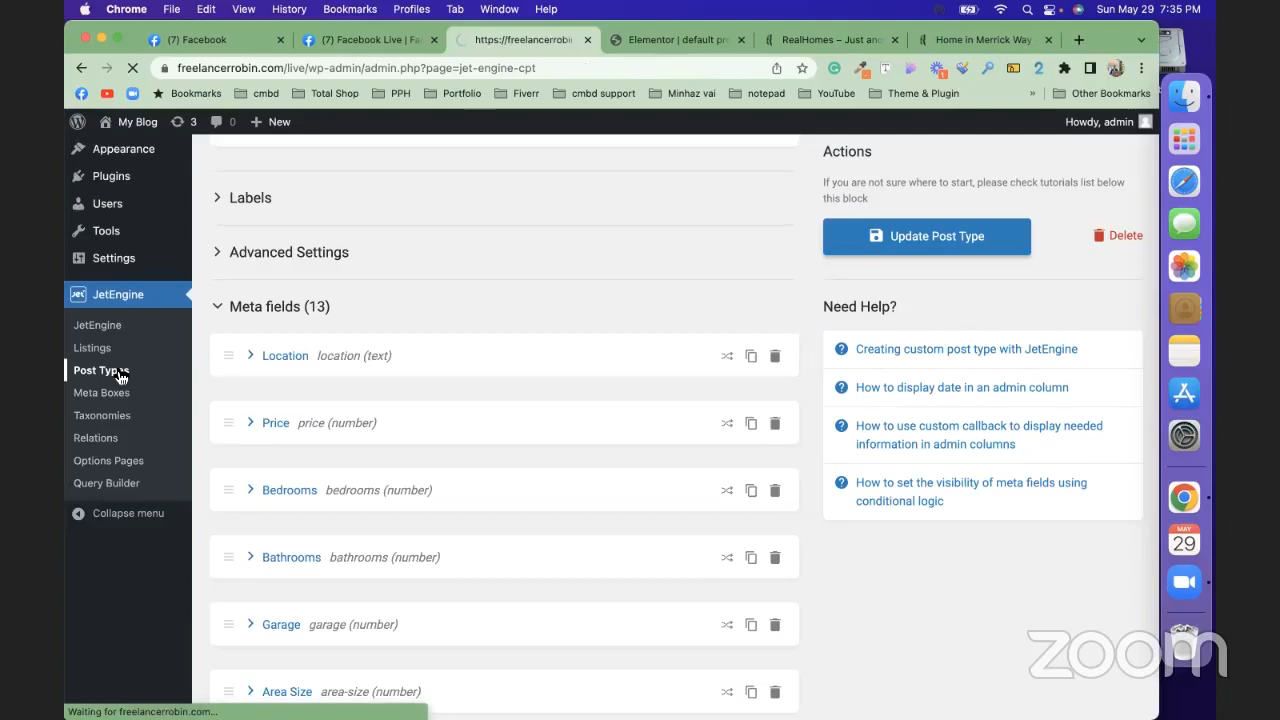 Chrome File Edit View History Bookmarks Profiles Tab Window Help Sun May 29 7:35 PM
(7) Facebook
(7) Facebook Live | Fa
https://freelancerrobin
Elementor | default pr
RealHomes – Just an
Home in Merrick Way
freelancerrobin.com/live/wp-admin/admin.php?page=jet-engine-cpt
Bookmarks cmbd Total Shop PPH Portfolio Fiverr cmbd support Minhaz vai notepad YouTube Theme & Plugin » Other Bookmarks
My Blog 3 0 New Howdy, admin
Appearance
Plugins
Users
Tools
Settings
JetEngine
JetEngine
Listings
Post Types
Meta Boxes
Taxonomies
Relations
Options Pages
Query Builder
Collapse menu
Labels
Advanced Settings
Meta fields (13)
Location location (text)
Price price (number)
Bedrooms bedrooms (number)
Bathrooms bathrooms (number)
Garage garage (number)
Area Size area-size (number)
Actions
If you are not sure where to start, please check tutorials list below
this block
Update Post Type
Delete
Need Help?
Creating custom post type with JetEngine
How to display date in an admin column
How to use custom callback to display needed
information in admin columns
How to set the visibility of meta fields using
conditional logic
MAY
29
zoom
Waiting for freelancerrobin.com...